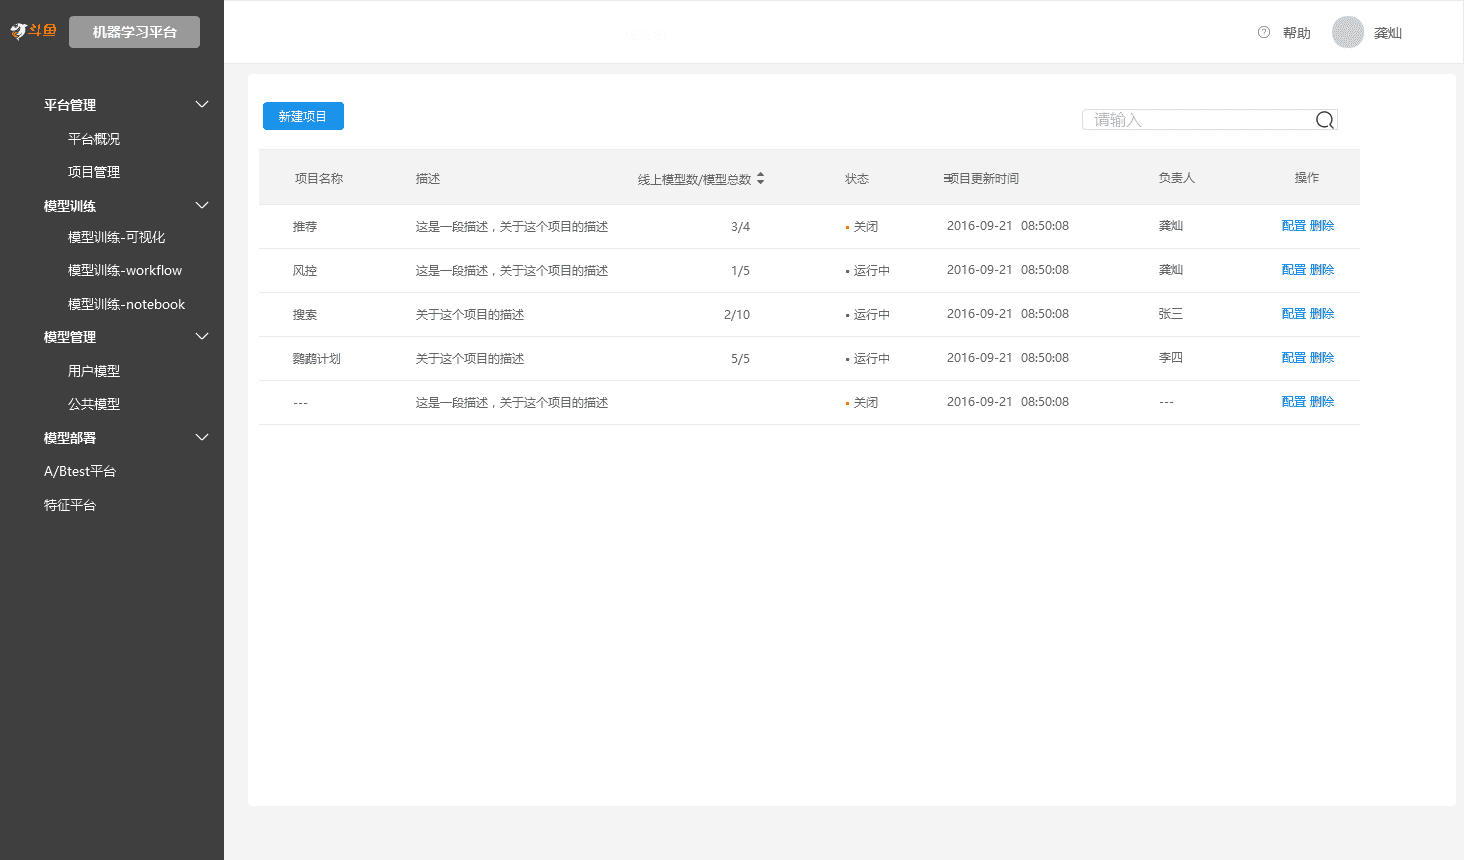 斗鱼 机器学习平台
帮助 龚灿
平台管理
平台概况
项目管理
模型训练
模型训练-可视化
模型训练-workflow
模型训练-notebook
模型管理
用户模型
公共模型
模型部署
A/Btest平台
特征平台
新建项目 请输入
项目名称 描述 线上模型数/模型总数 状态 项目更新时间 负责人 操作
推荐 这是一段描述，关于这个项目的描述 3/4 关闭 2016-09-21 08:50:08 龚灿 配置 删除
风控 这是一段描述，关于这个项目的描述 1/5 运行中 2016-09-21 08:50:08 龚灿 配置 删除
搜索 关于这个项目的描述 2/10 运行中 2016-09-21 08:50:08 张三 配置 删除
鹦鹉计划 关于这个项目的描述 5/5 运行中 2016-09-21 08:50:08 李四 配置 删除
--- 这是一段描述，关于这个项目的描述 关闭 2016-09-21 08:50:08 --- 配置 删除